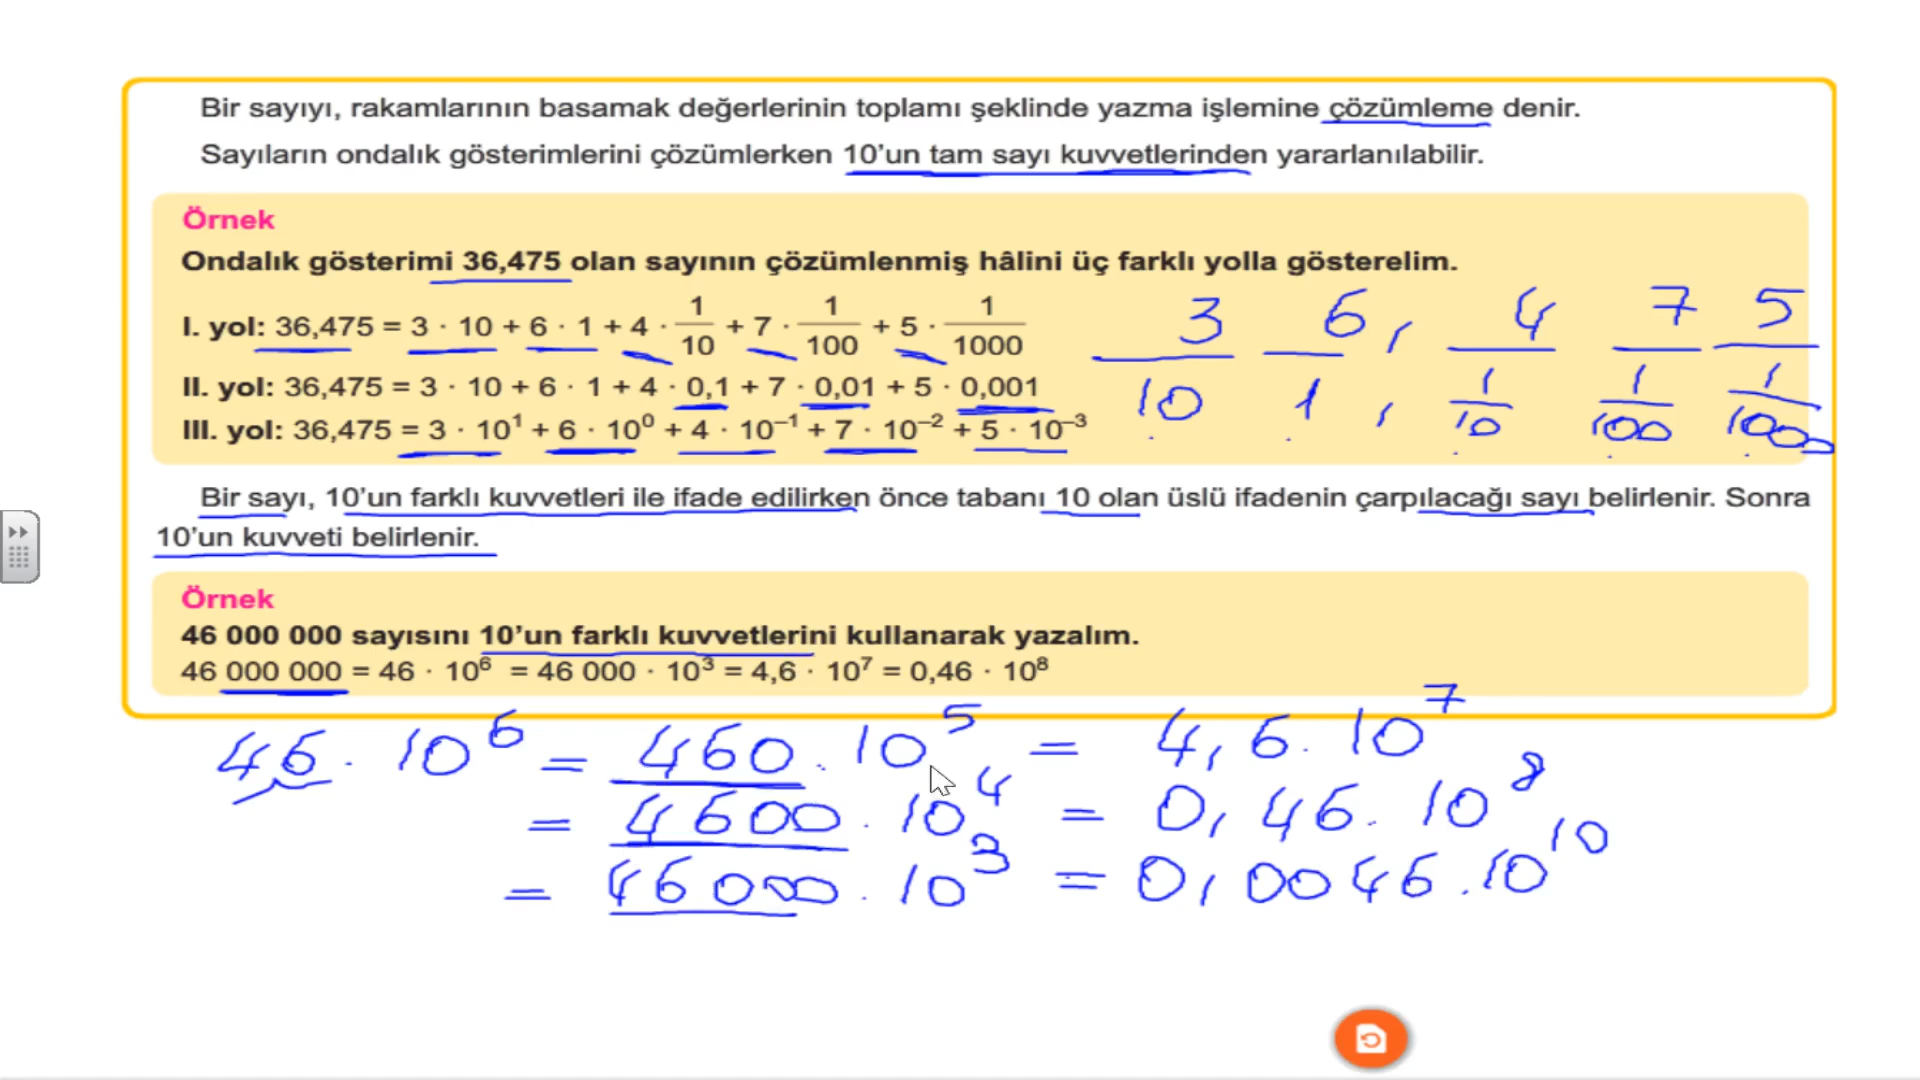 Bir sayıyı, rakamlarının basamak değerlerinin toplamı şeklinde yazma işlemine çözümleme denir.
Sayıların ondalık gösterimlerini çözümlerken 10’un tam sayı kuvvetlerinden yararlanılabilir.
Örnek
Ondalık gösterimi 36,475 olan sayının çözümlenmiş hâlini üç farklı yolla gösterelim.
I. yol: 36,475 = 3 · 10 + 6 · 1 + 4 · 1/10 + 7 · 1/100 + 5 · 1/1000
II. yol: 36,475 = 3 · 10 + 6 · 1 + 4 · 0,1 + 7 · 0,01 + 5 · 0,001
III. yol: 36,475 = 3 · 10¹ + 6 · 10⁰ + 4 · 10⁻¹ + 7 · 10⁻² + 5 · 10⁻³
3 6 , 4 7 5
10 1 , 1/10 1/100 1/1000
Bir sayı, 10’un farklı kuvvetleri ile ifade edilirken önce tabanı 10 olan üslü ifadenin çarpılacağı sayı belirlenir. Sonra
10’un kuvveti belirlenir.
Örnek
46 000 000 sayısını 10’un farklı kuvvetlerini kullanarak yazalım.
46 000 000 = 46 · 10⁶ = 46 000 · 10³ = 4,6 · 10⁷ = 0,46 · 10⁸
46 . 10⁶ = 460 . 10⁵ = 4,6 . 10⁷
= 4600 . 10⁴ = 0,46 . 10⁸
= 46000 . 10³ = 0,0046 . 10¹⁰